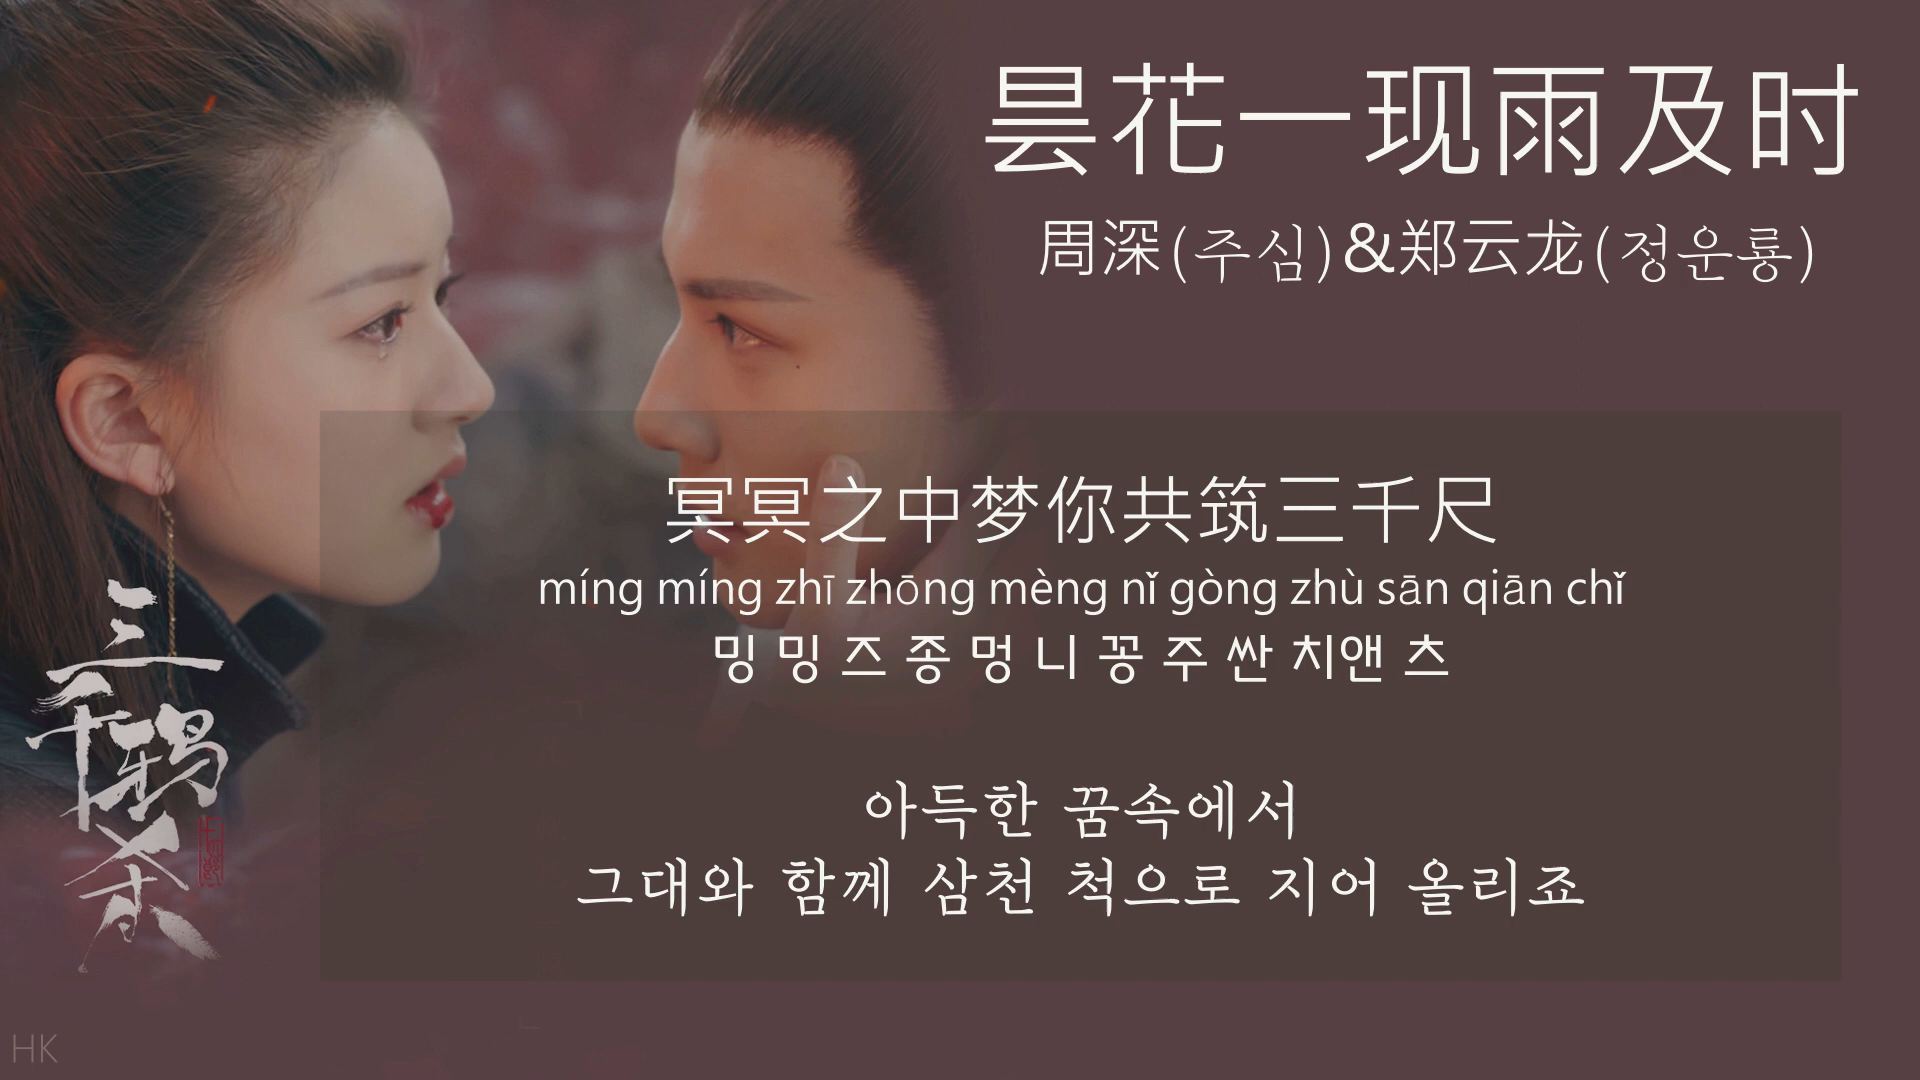 昙花一现雨及时
周深(주심)&郑云龙(정운룡)
冥冥之中梦你共筑三千尺
míng míng zhī zhōng mèng nǐ gòng zhù sān qiān chǐ
밍 밍 즈 종 멍 니 꽁 주 싼 치앤 츠
아득한 꿈속에서
그대와 함께 삼천 척으로 지어 올리죠
三千鸦杀
HK